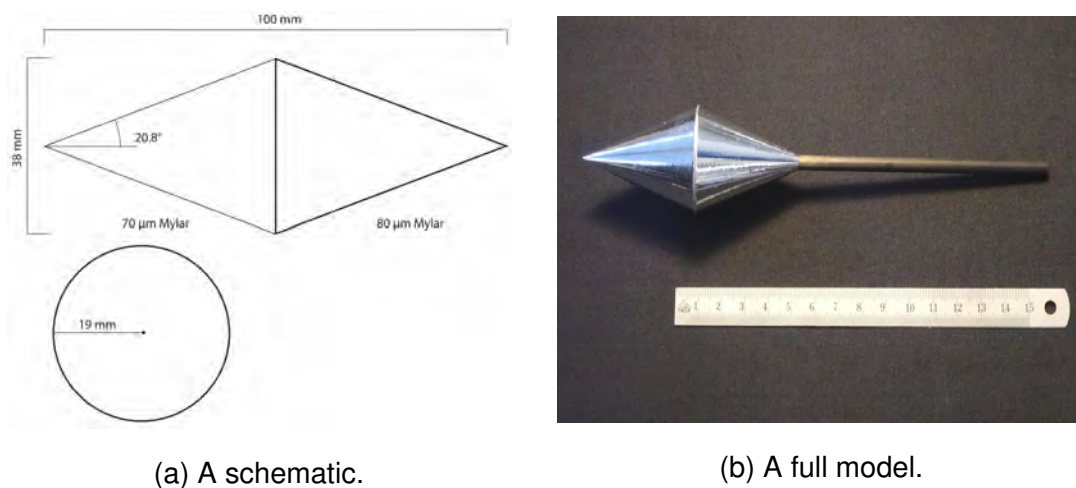 100 mm
38 mm
20.8°
70 µm Mylar
80 µm Mylar
19 mm
1 2 3 4 5 6 7 8 9 10 11 12 13 14 15
(a) A schematic.
(b) A full model.